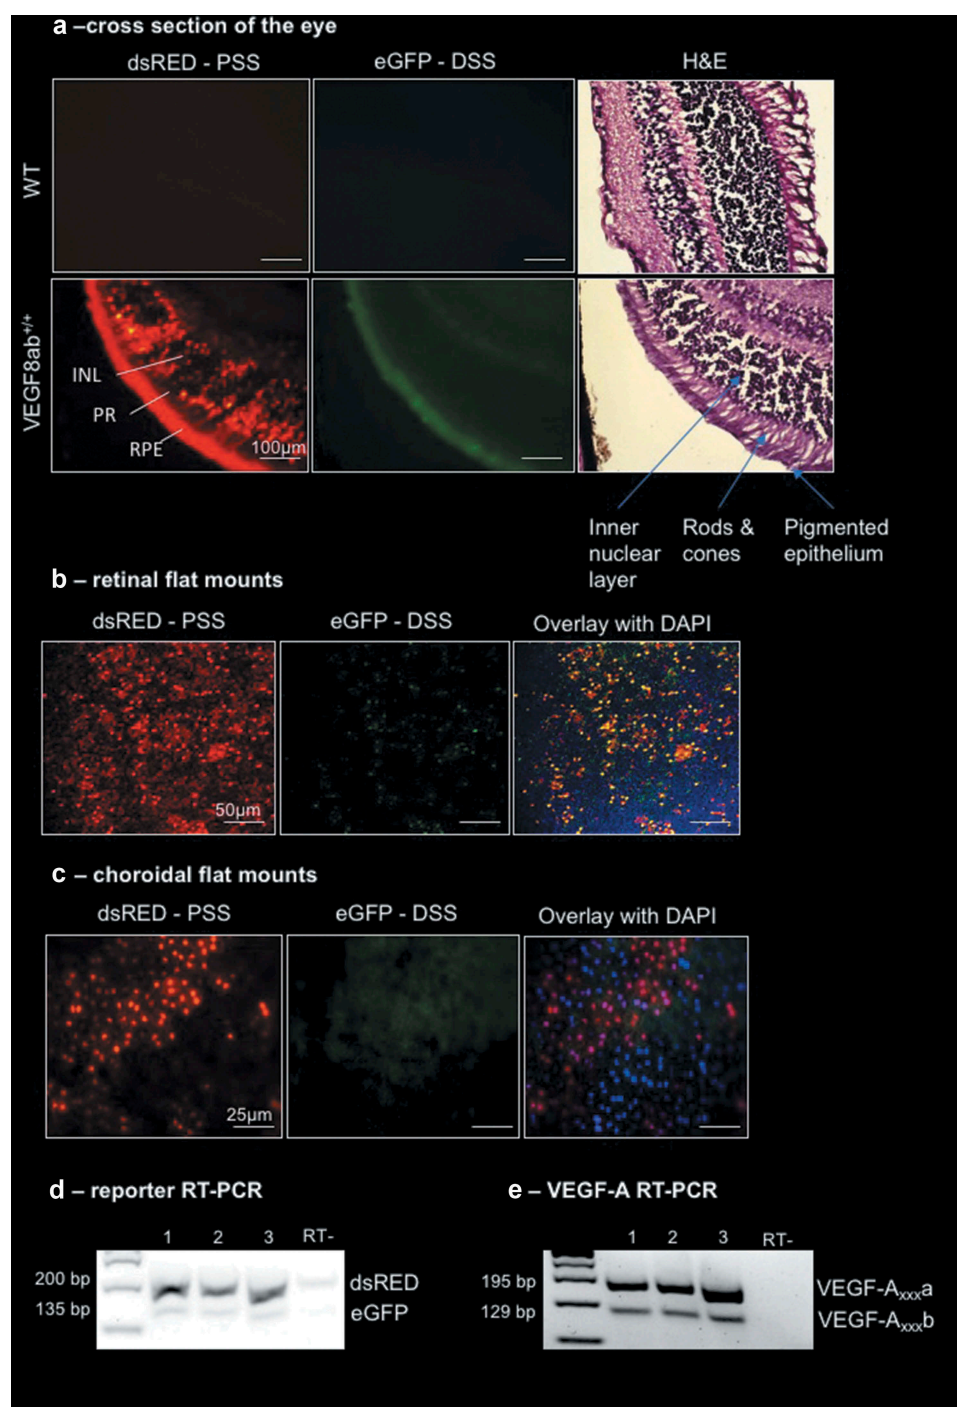 a –cross section of the eye
dsRED - PSS eGFP - DSS H&E
WT
VEGF8ab+/+
INL
PR
RPE
100µm
Inner nuclear layer
Rods & cones
Pigmented epithelium
b – retinal flat mounts
dsRED - PSS eGFP - DSS Overlay with DAPI
50µm
c – choroidal flat mounts
dsRED - PSS eGFP - DSS Overlay with DAPI
25µm
d – reporter RT-PCR
1 2 3 RT-
200 bp dsRED
135 bp eGFP
e – VEGF-A RT-PCR
1 2 3 RT-
195 bp VEGF-Axxxa
129 bp VEGF-Axxxb